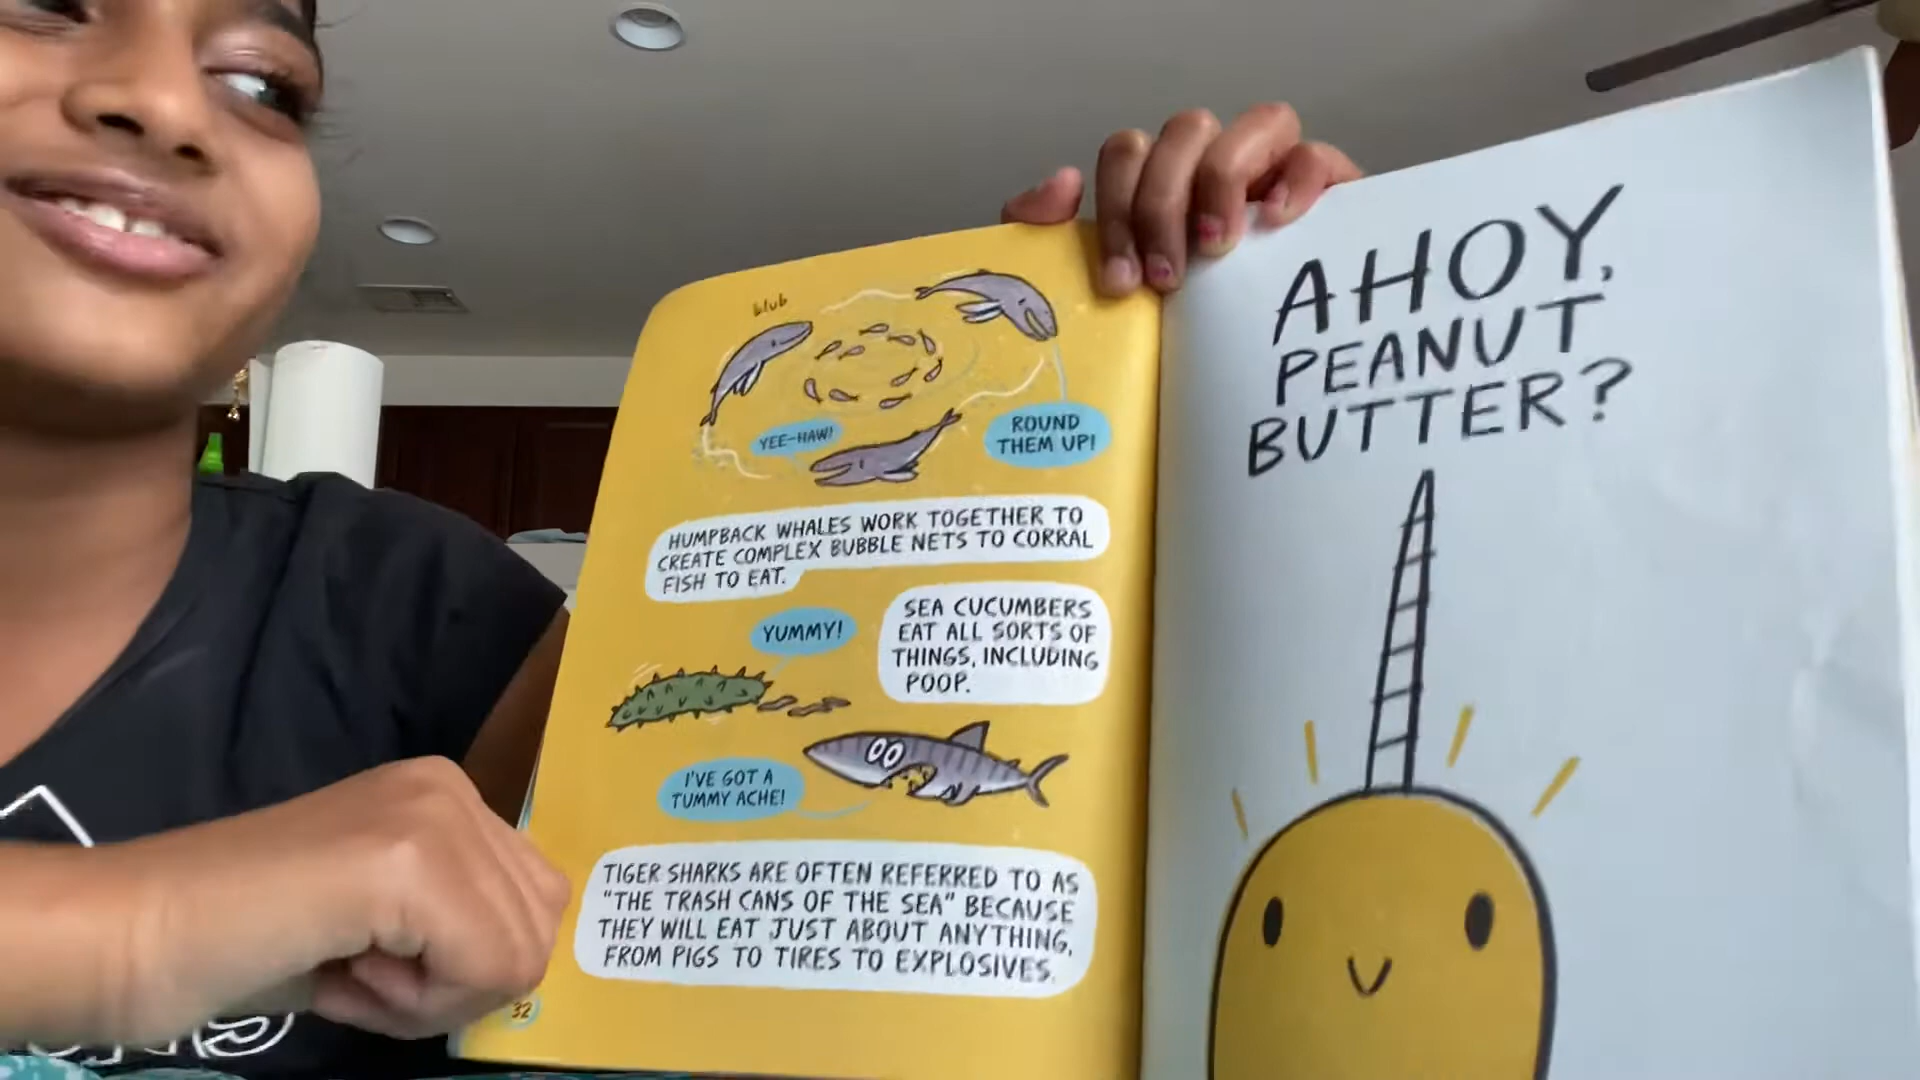 blub
YEE-HAW!
ROUND
THEM UP!
HUMPBACK WHALES WORK TOGETHER TO
CREATE COMPLEX BUBBLE NETS TO CORRAL
FISH TO EAT.
YUMMY!
SEA CUCUMBERS
EAT ALL SORTS OF
THINGS, INCLUDING
POOP.
I'VE GOT A
TUMMY ACHE!
TIGER SHARKS ARE OFTEN REFERRED TO AS
"THE TRASH CANS OF THE SEA" BECAUSE
THEY WILL EAT JUST ABOUT ANYTHING,
FROM PIGS TO TIRES TO EXPLOSIVES.
32
AHOY,
PEANUT
BUTTER?